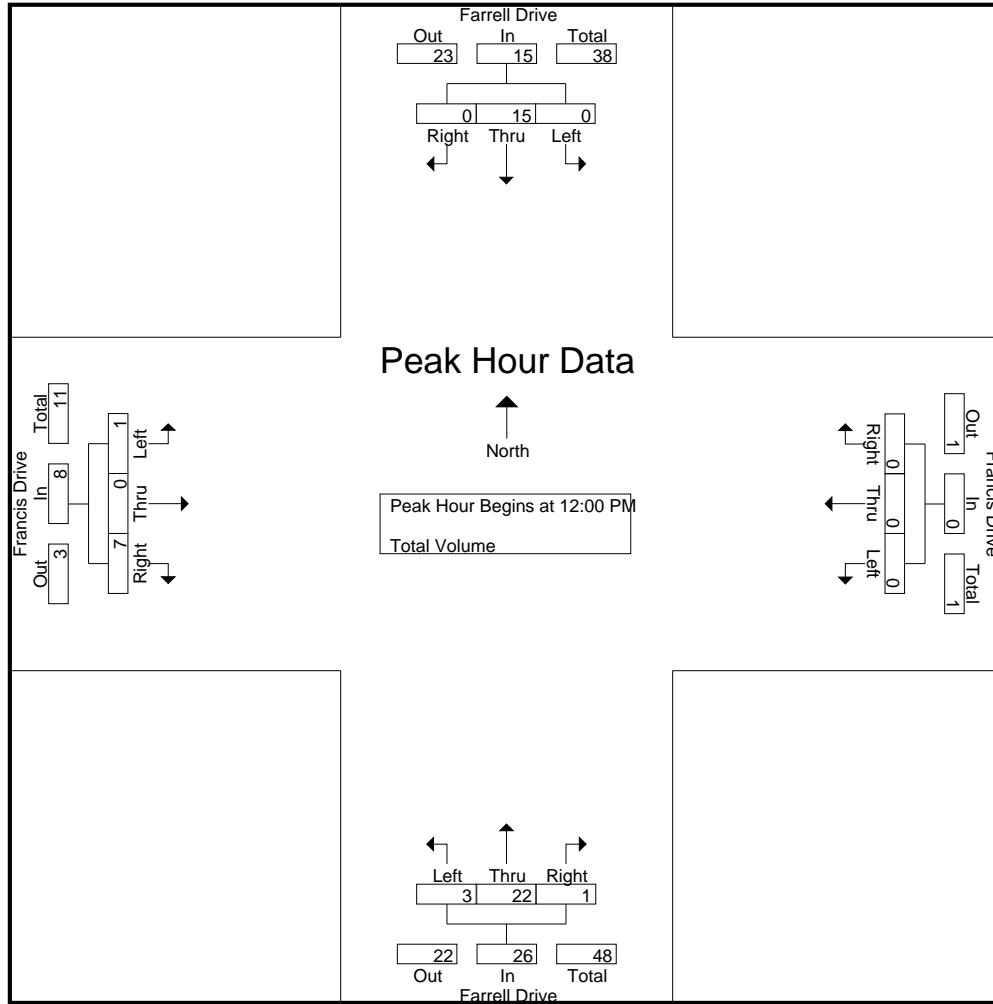 Farrell Drive
Out In Total
23 15 38
0 15 0
Right Thru Left
Peak Hour Data
North
Peak Hour Begins at 12:00 PM
Total Volume
Francis Drive
Total In Out
11 8 3
1 0 7
Left Thru Right
Right Thru Left
0 0 0
Out In Total
1 0 1
Francis Drive
Left Thru Right
3 22 1
22 26 48
Out In Total
Farrell Drive